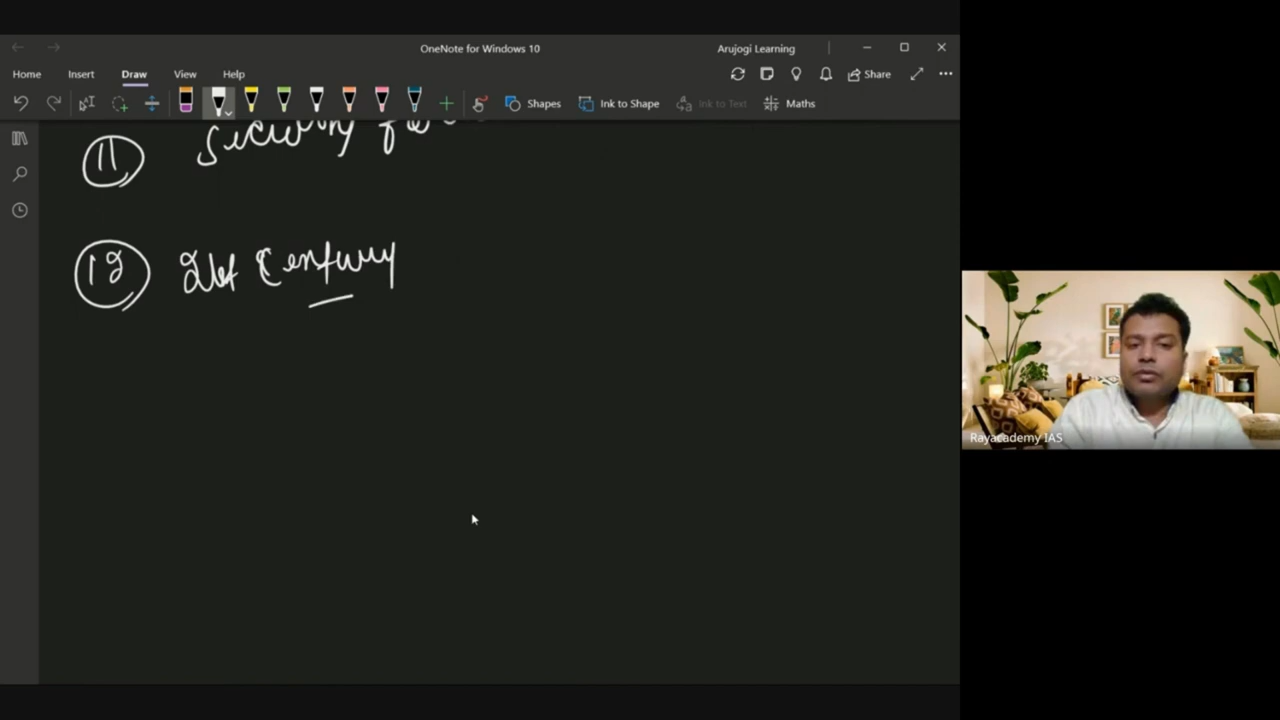 OneNote for Windows 10
Arujogi Learning
Home Insert Draw View Help
Share
Shapes Ink to Shape Ink to Text Maths
11 Security
12 21st Century
Rayacademy IAS